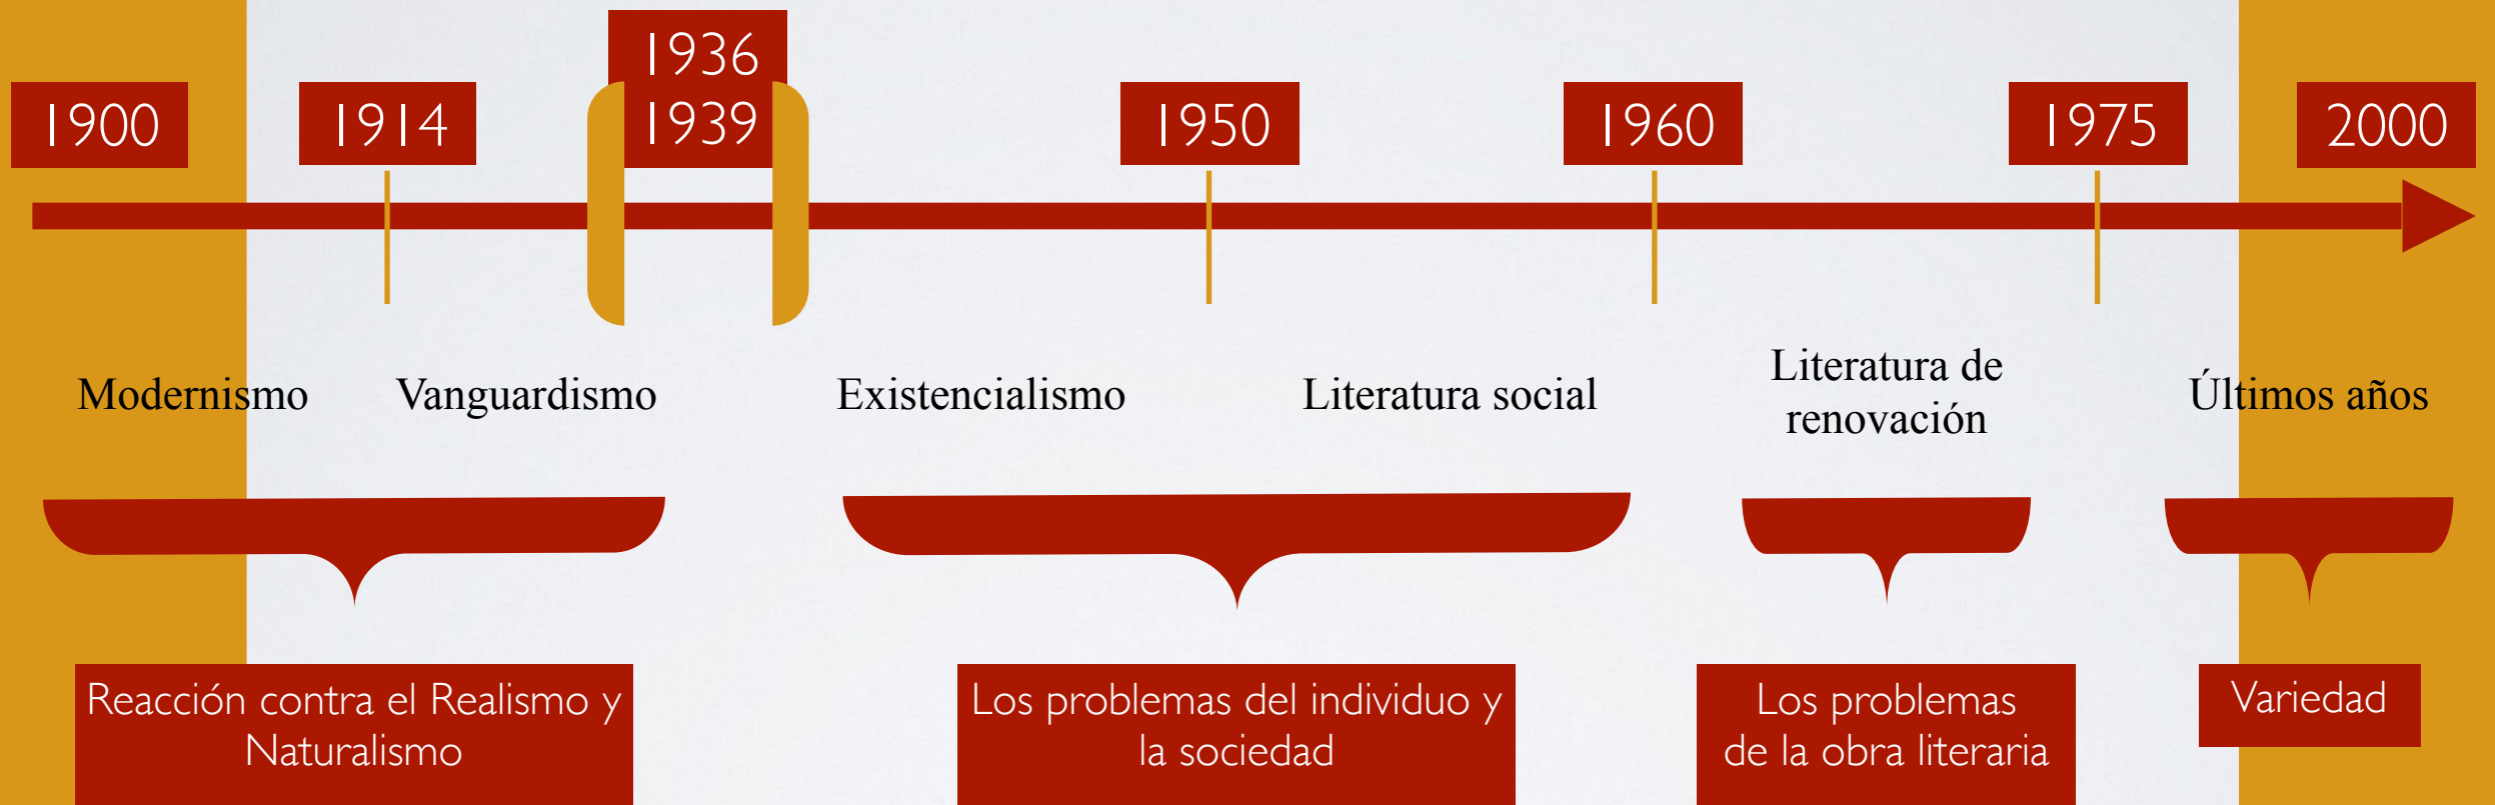 1900
1914
1936
1939
1950
1960
1975
2000
Modernismo
Vanguardismo
Existencialismo
Literatura social
Literatura de
renovación
Últimos años
Reacción contra el Realismo y
Naturalismo
Los problemas del individuo y
la sociedad
Los problemas
de la obra literaria
Variedad